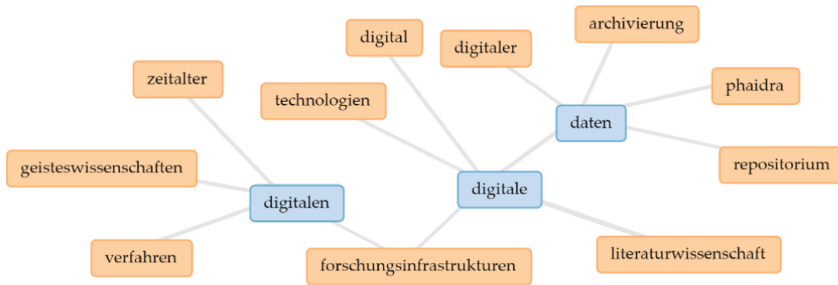 archivierung
digital
digitaler
zeitalter
phaidra
technologien
daten
repositorium
geisteswissenschaften
digitale
digitalen
literaturwissenschaft
verfahren
forschungsinfrastrukturen